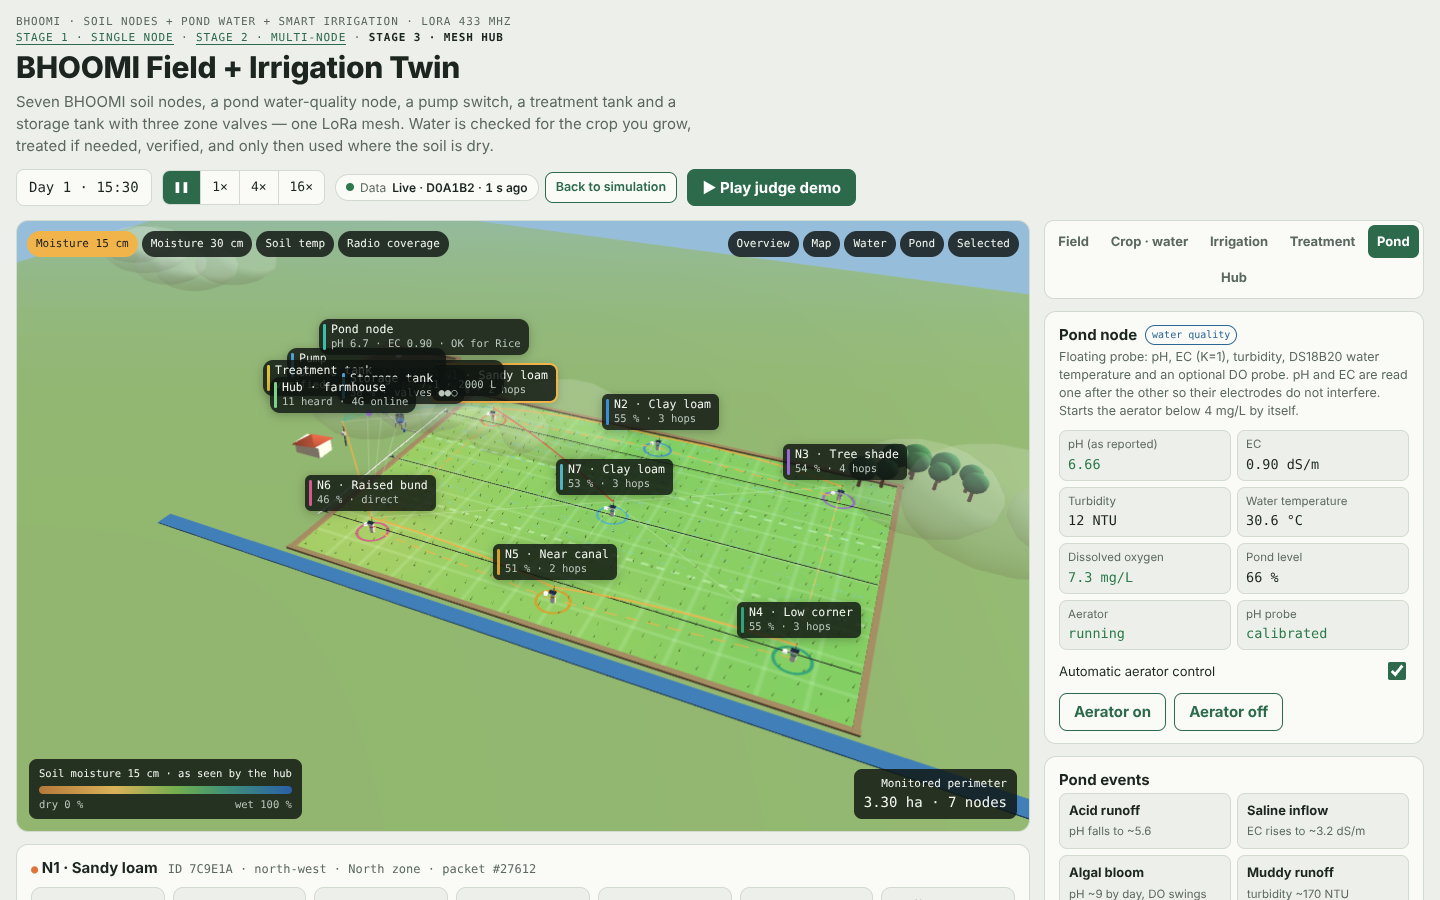 BHOOMI · SOIL NODES + POND WATER + SMART IRRIGATION · LORA 433 MHZ
STAGE 1 · SINGLE NODE · STAGE 2 · MULTI-NODE · STAGE 3 · MESH HUB
BHOOMI Field + Irrigation Twin
Seven BHOOMI soil nodes, a pond water-quality node, a pump switch, a treatment tank and a
storage tank with three zone valves — one LoRa mesh. Water is checked for the crop you grow,
treated if needed, verified, and only then used where the soil is dry.
Day 1 · 15:30
1×
4×
16×
Data Live · D0A1B2 · 1 s ago
Back to simulation
▶ Play judge demo
Moisture 15 cm
Moisture 30 cm
Soil temp
Radio coverage
Overview
Map
Water
Pond
Selected
Pond node
pH 6.7 · EC 0.90 · OK for Rice
Pump
Treatment tank
Storage tank
Sandy loam
2000 L
hops
valves
Hub · farmhouse
11 heard · 4G online
N2 · Clay loam
55 % · 3 hops
N3 · Tree shade
54 % · 4 hops
N7 · Clay loam
53 % · 3 hops
N6 · Raised bund
46 % · direct
N5 · Near canal
51 % · 2 hops
N4 · Low corner
55 % · 3 hops
Soil moisture 15 cm · as seen by the hub
dry 0 %
wet 100 %
Monitored perimeter
3.30 ha · 7 nodes
N1 · Sandy loam ID 7C9E1A · north-west · North zone · packet #27612
Field
Crop · water
Irrigation
Treatment
Pond
Hub
Pond node water quality
Floating probe: pH, EC (K=1), turbidity, DS18B20 water
temperature and an optional DO probe. pH and EC are read
one after the other so their electrodes do not interfere.
Starts the aerator below 4 mg/L by itself.
pH (as reported)
6.66
EC
0.90 dS/m
Turbidity
12 NTU
Water temperature
30.6 °C
Dissolved oxygen
7.3 mg/L
Pond level
66 %
Aerator
running
pH probe
calibrated
Automatic aerator control
Aerator on
Aerator off
Pond events
Acid runoff
pH falls to ~5.6
Saline inflow
EC rises to ~3.2 dS/m
Algal bloom
pH ~9 by day, DO swings
Muddy runoff
turbidity ~170 NTU